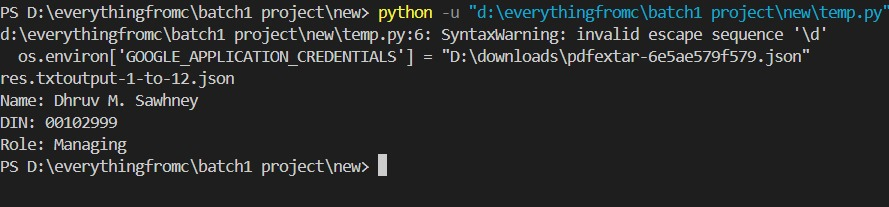 PS D:\everythingfromc\batch1 project\new> python -u "d:\everythingfromc\batch1 project\new\temp.py"
d:\everythingfromc\batch1 project\new\temp.py:6: SyntaxWarning: invalid escape sequence '\d'
  os.environ['GOOGLE_APPLICATION_CREDENTIALS'] = "D:\downloads\pdfextar-6e5ae579f579.json"
res.txtoutput-1-to-12.json
Name: Dhruv M. Sawhney
DIN: 00102999
Role: Managing
PS D:\everythingfromc\batch1 project\new>